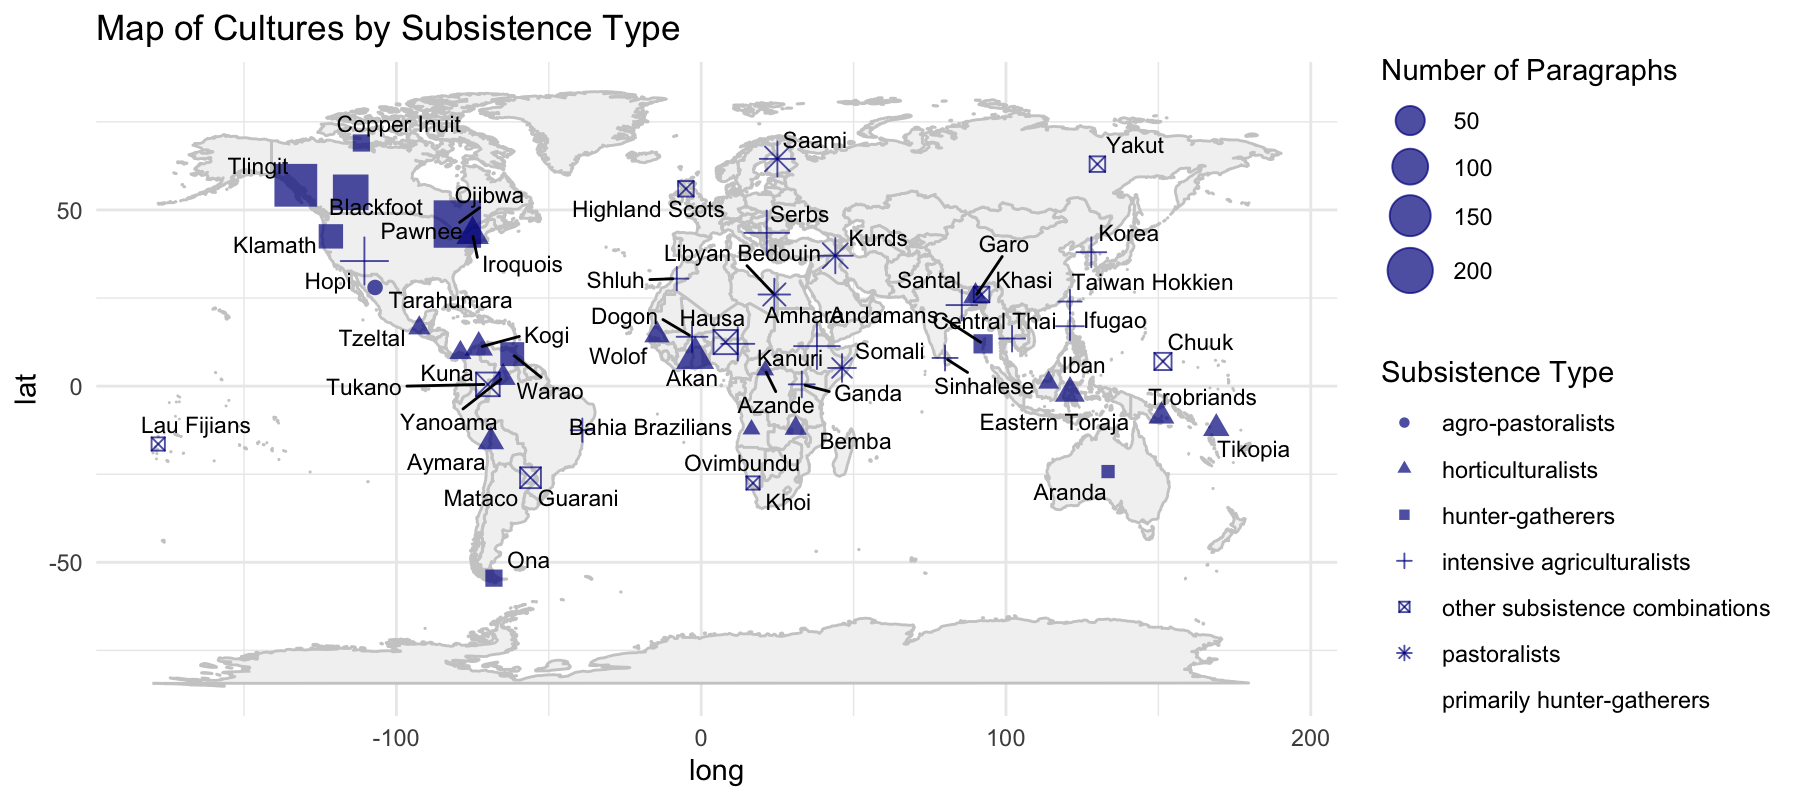 Map of Cultures by Subsistence Type
Copper Inuit
Tlingit
Ojibwa
Blackfoot
Pawnee
Klamath
Iroquois
Hopi
Tarahumara
Tzeltal
Kogi
Kuna
Tukano
Warao
Yanoama
Lau Fijians
Bahia Brazilians
Aymara
Mataco
Guarani
Ona
Saami
Yakut
Highland Scots
Serbs
Kurds
Libyan Bedouin
Garo
Korea
Shluh
Santal
Khasi
Taiwan Hokkien
Dogon
Hausa
Amhara
Andamans
Central Thai
Ifugao
Wolof
Kanuri
Somali
Chuuk
Akan
Iban
Azande
Ganda
Sinhalese
Trobriands
Eastern Toraja
Bemba
Tikopia
Ovimbundu
Khoi
Aranda
50
0
-50
lat
-100
0
100
200
long
Number of Paragraphs
50
100
150
200
Subsistence Type
agro-pastoralists
horticulturalists
hunter-gatherers
intensive agriculturalists
other subsistence combinations
pastoralists
primarily hunter-gatherers